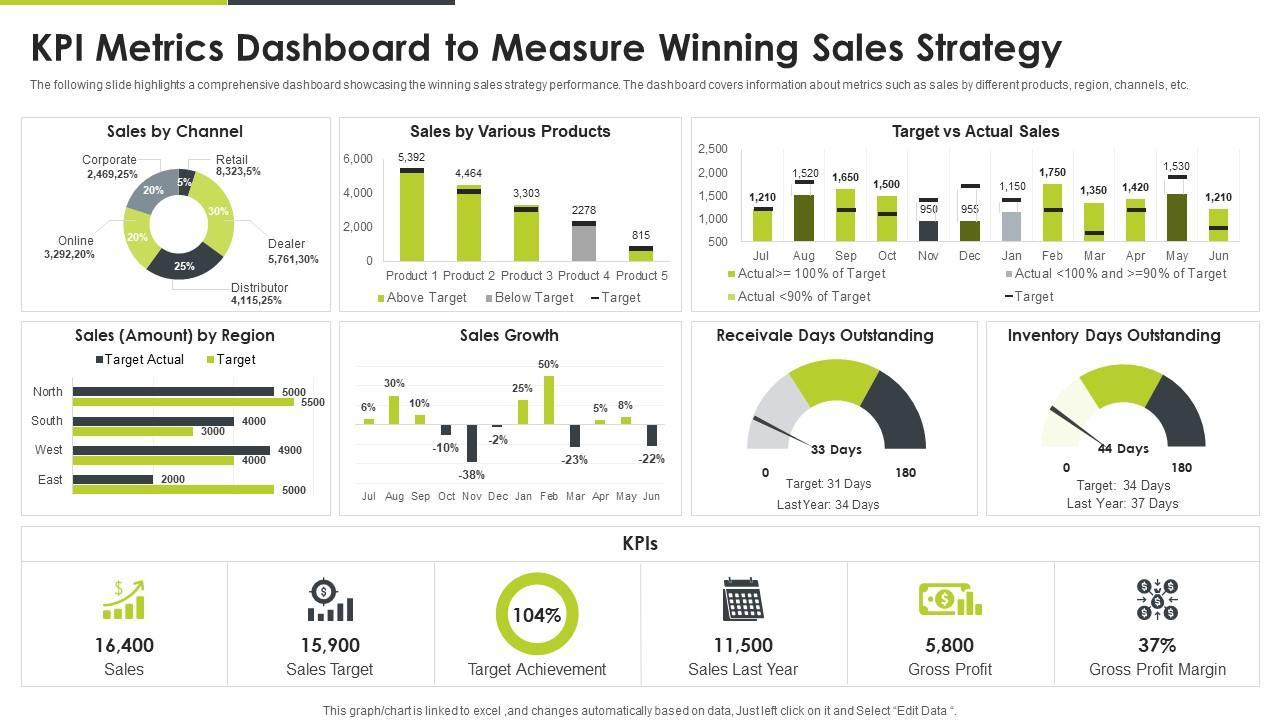 KPI Metrics Dashboard to Measure Winning Sales Strategy
The following slide highlights a comprehensive dashboard showcasing the winning sales strategy performance. The dashboard covers information about metrics such as sales by different products, region, channels, etc.
Sales by Channel
Corporate
2,469,25%
Retail
8,323,5%
20%
5%
30%
20%
25%
Online
3,292,20%
Dealer
5,761,30%
Distributor
4,115,25%
Sales by Various Products
6,000
4,000
2,000
0
5,392
4,464
3,303
2278
815
Product 1 Product 2 Product 3 Product 4 Product 5
Above Target Below Target Target
Target vs Actual Sales
2,500
2,000
1,500
1,000
500
1,210 1,520 1,650 1,500 950 955 1,150 1,750 1,350 1,420 1,530 1,210
Jul Aug Sep Oct Nov Dec Jan Feb Mar Apr May Jun
Actual>= 100% of Target Actual <100% and >=90% of Target
Actual <90% of Target Target
Sales (Amount) by Region
Target Actual Target
North 5000
5500
South 4000
3000
West 4900
4000
East 2000
5000
Sales Growth
6% 30% 10% -10% -38% -2% 25% 50% -23% 5% 8% -22%
Jul Aug Sep Oct Nov Dec Jan Feb Mar Apr May Jun
Receivale Days Outstanding
33 Days
0 180
Target: 31 Days
LastYear: 34 Days
Inventory Days Outstanding
44 Days
0 180
Target: 34 Days
Last Year: 37 Days
KPIs
$
$
104%
$
$ $ $ $ $
16,400
Sales
15,900
Sales Target
Target Achievement
11,500
Sales Last Year
5,800
Gross Profit
37%
Gross Profit Margin
This graph/chart is linked to excel ,and changes automatically based on data, Just left click on it and Select “Edit Data “.